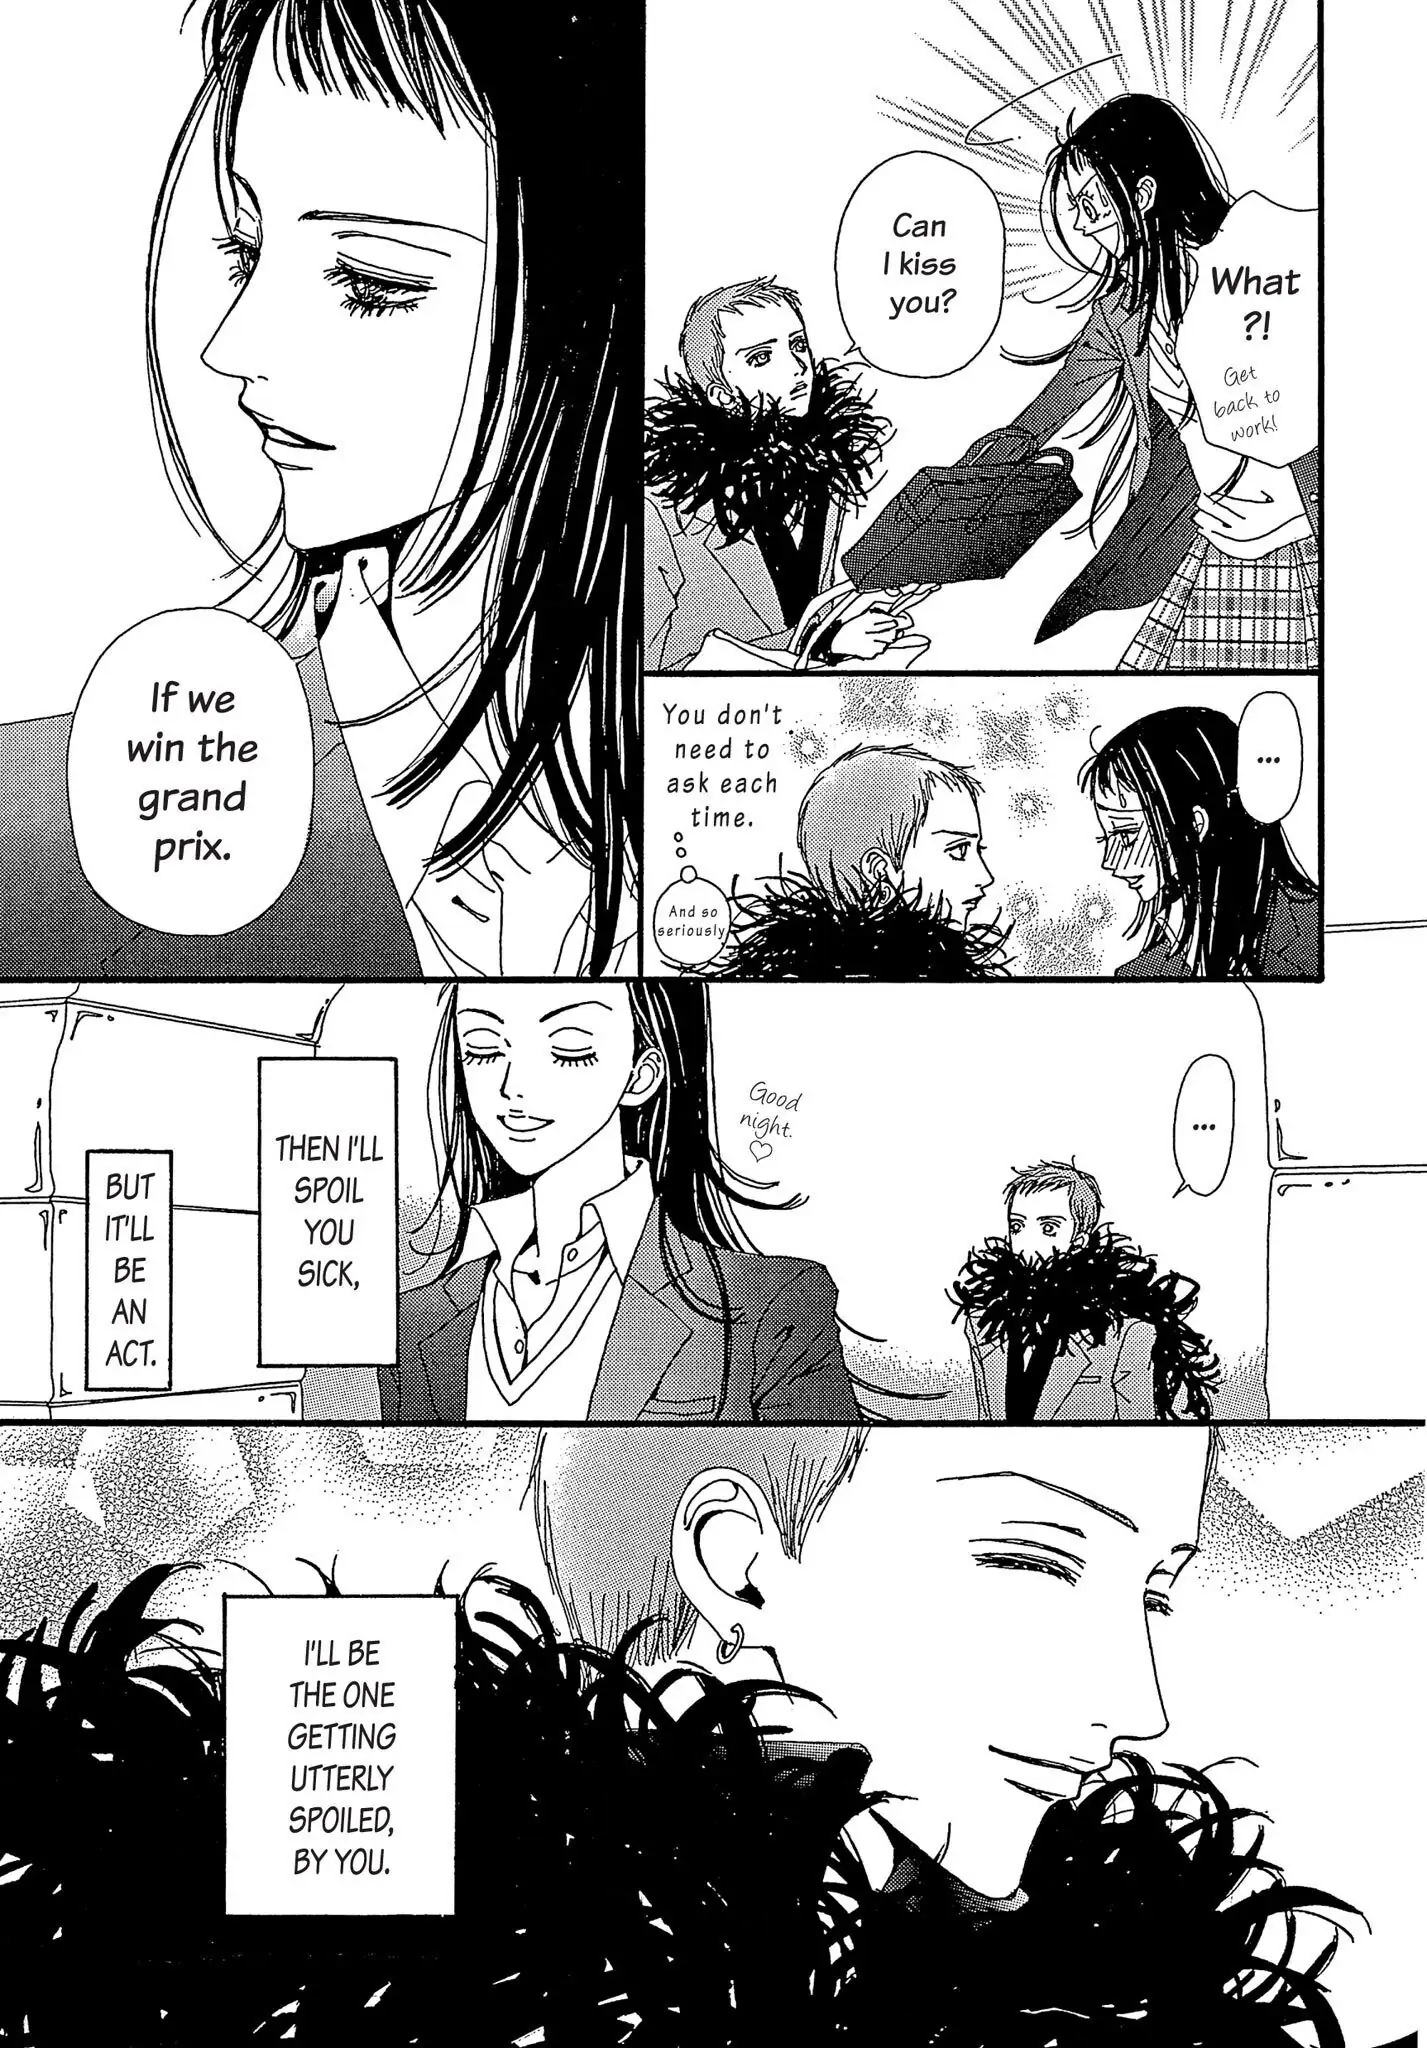 Can
I kiss
you?
What
?!
Get
back to
work!
...
You don't
need to
ask each
time.
And so
seriously
If we
win the
grand
prix.
...
Good
night.
THEN I'LL
SPOIL
YOU
SICK,
BUT
IT'LL
BE
AN
ACT.
I'LL BE
THE ONE
GETTING
UTTERLY
SPOILED,
BY YOU.